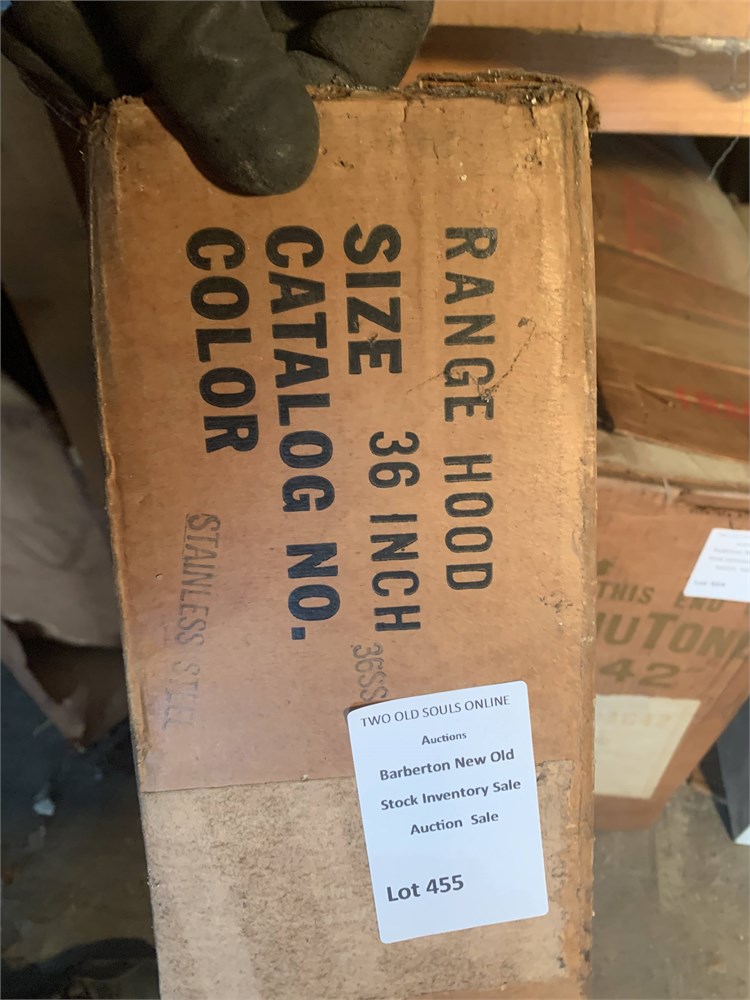 RANGE HOOD
SIZE 36 INCH
CATALOG NO. 36SS
COLOR STAINLESS STEEL
TWO OLD SOULS ONLINE
Auctions
Barberton New Old
Stock Inventory Sale
Auction Sale
Lot 455
THIS END
NUTONE
42